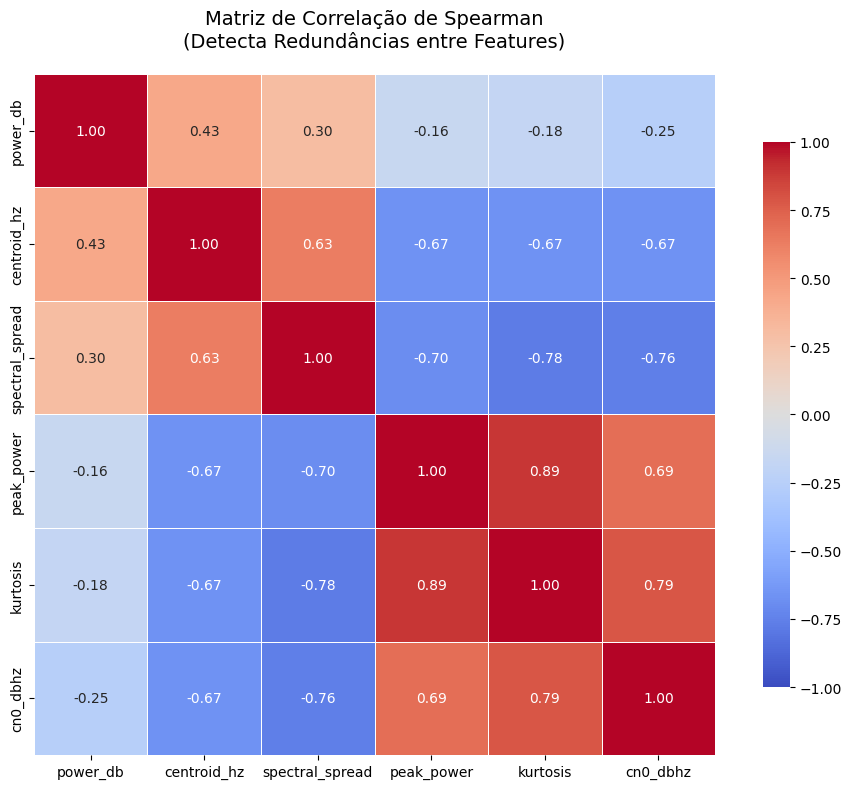 Matriz de Correlação de Spearman
(Detecta Redundâncias entre Features)
power_db 1.00 0.43 0.30 -0.16 -0.18 -0.25
centroid_hz 0.43 1.00 0.63 -0.67 -0.67 -0.67
spectral_spread 0.30 0.63 1.00 -0.70 -0.78 -0.76
peak_power -0.16 -0.67 -0.70 1.00 0.89 0.69
kurtosis -0.18 -0.67 -0.78 0.89 1.00 0.79
cn0_dbhz -0.25 -0.67 -0.76 0.69 0.79 1.00
power_db centroid_hz spectral_spread peak_power kurtosis cn0_dbhz
1.00
0.75
0.50
0.25
0.00
−0.25
−0.50
−0.75
−1.00